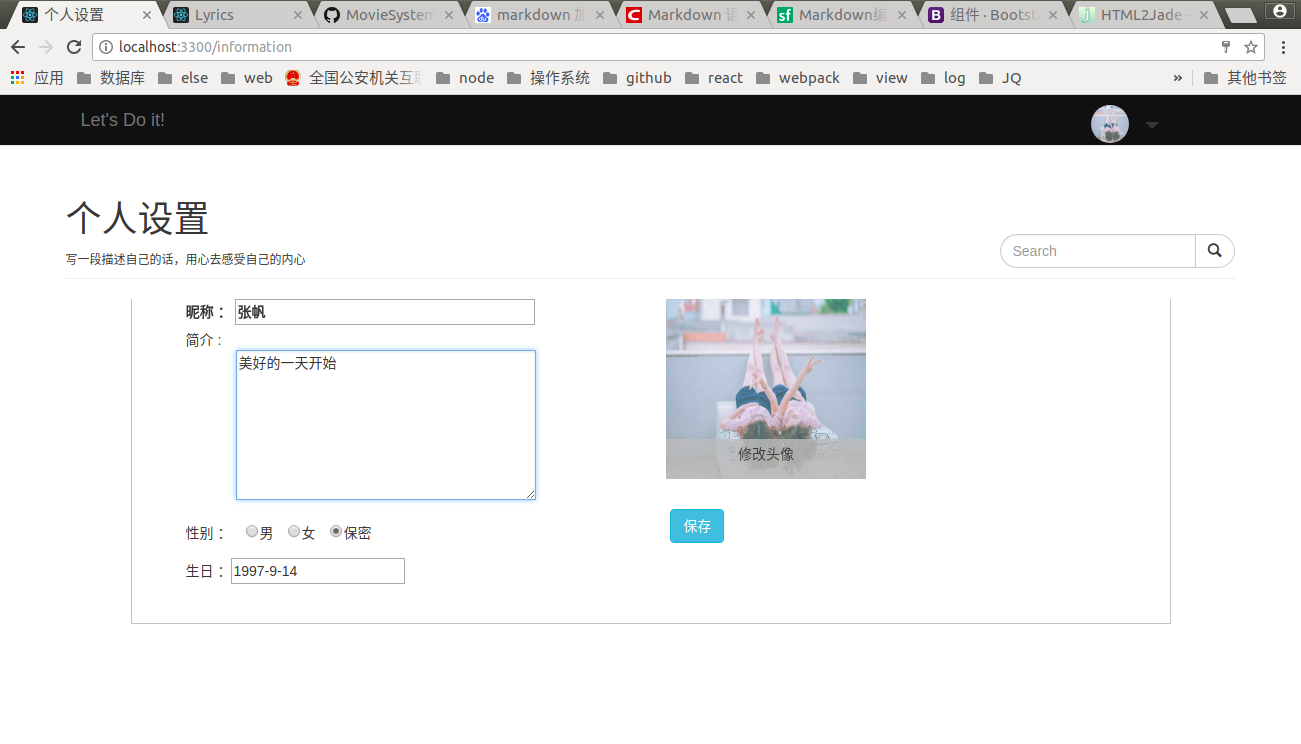 个人设置
Lyrics
MovieSystem
markdown 加
Markdown 语
Markdown编
组件 · Bootst
HTML2Jade -
localhost:3300/information
应用
数据库
else
web
全国公安机关互联
node
操作系统
github
react
webpack
view
log
JQ
»
其他书签
Let's Do it!
个人设置
写一段描述自己的话，用心去感受自己的内心
Search
昵称 ：
张帆
简介 :
美好的一天开始
修改头像
性别 ：
男
女
保密
保存
生日 ：
1997-9-14